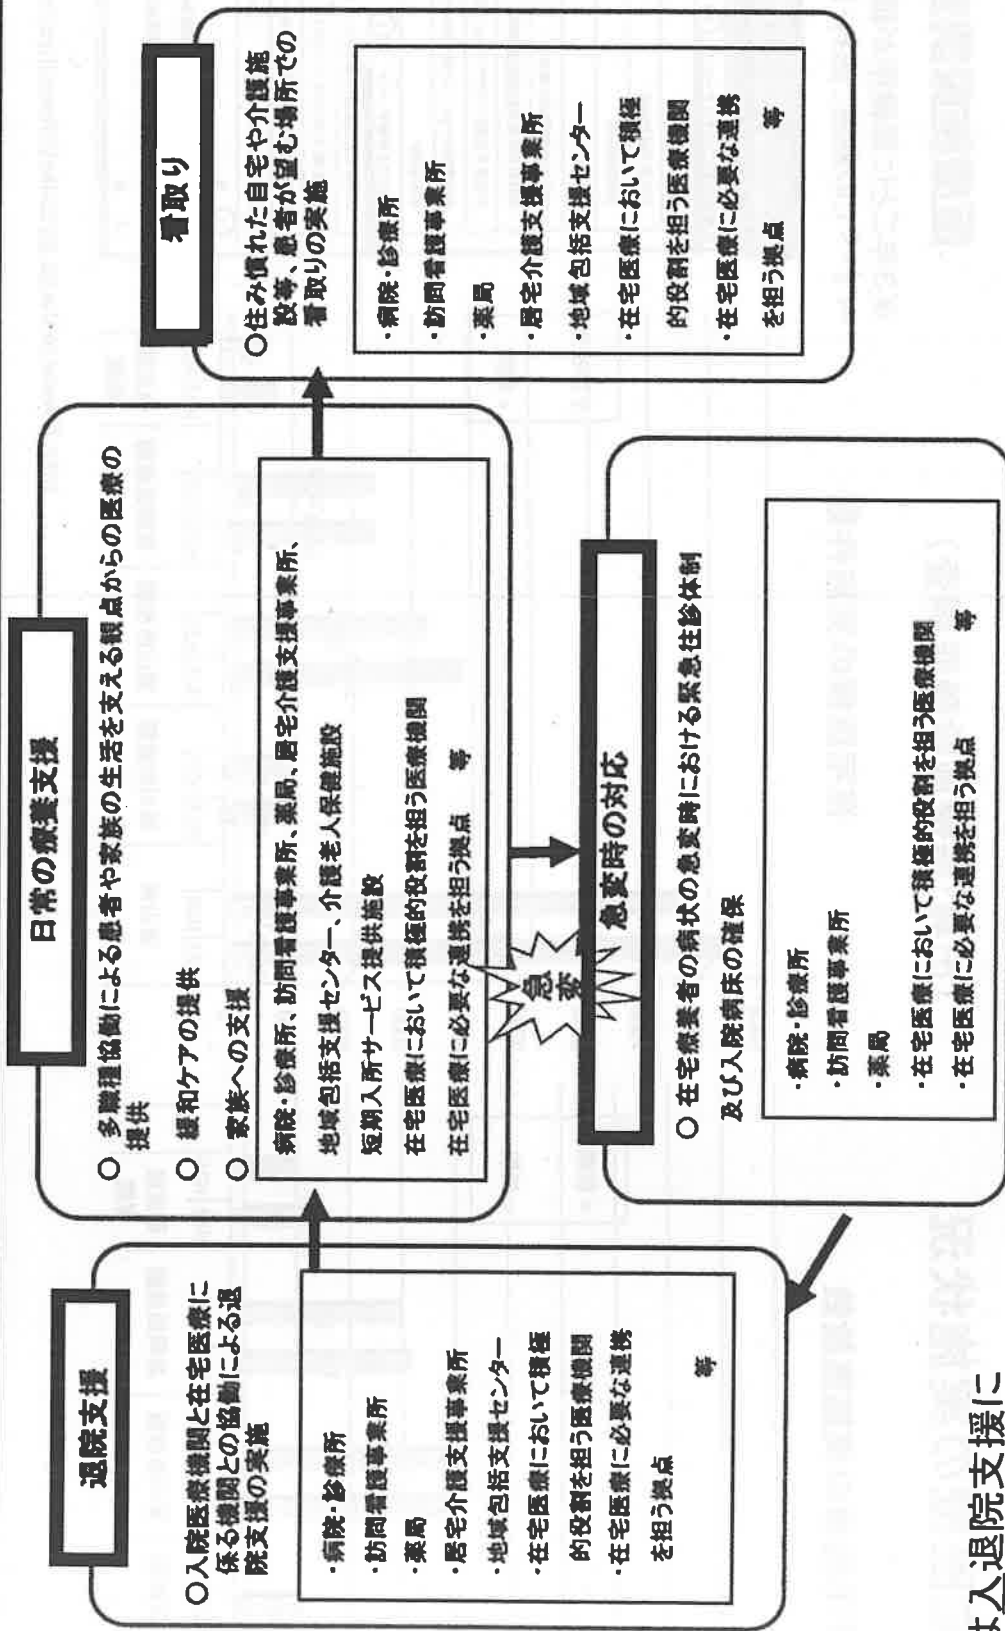 退院支援
○入院医療機関と在宅医療に
係る機関との協働による退
院支援の実施
・病院・診療所
・訪問看護事業所
・薬局
・居宅介護支援事業所
・地域包括支援センター
・在宅医療において積極
的役割を担う医療機関
・在宅医療に必要な連携
を担う拠点
等
日常の療養支援
○ 多職種協働による患者や家族の生活を支える観点からの医療の
提供
○ 緩和ケアの提供
○ 家族への支援
病院・診療所、訪問看護事業所、薬局、居宅介護支援事業所、
地域包括支援センター、介護老人保健施設
短期入所サービス提供施設
在宅医療において積極的役割を担う医療機関
在宅医療に必要な連携を担う拠点 等
急
変
急変時の対応
○ 在宅療養者の病状の急変時における緊急往診体制
及び入院病床の確保
・病院・診療所
・訪問看護事業所
・薬局
・在宅医療において積極的役割を担う医療機関
・在宅医療に必要な連携を担う拠点
等
看取り
○住み慣れた自宅や介護施
設等、患者が望む場所での
看取りの実施
・病院・診療所
・訪問看護事業所
・薬局
・居宅介護支援事業所
・地域包括支援センター
・在宅医療において積極
的役割を担う医療機関
・在宅医療に必要な連携
を担う拠点
等
は入退院支援に